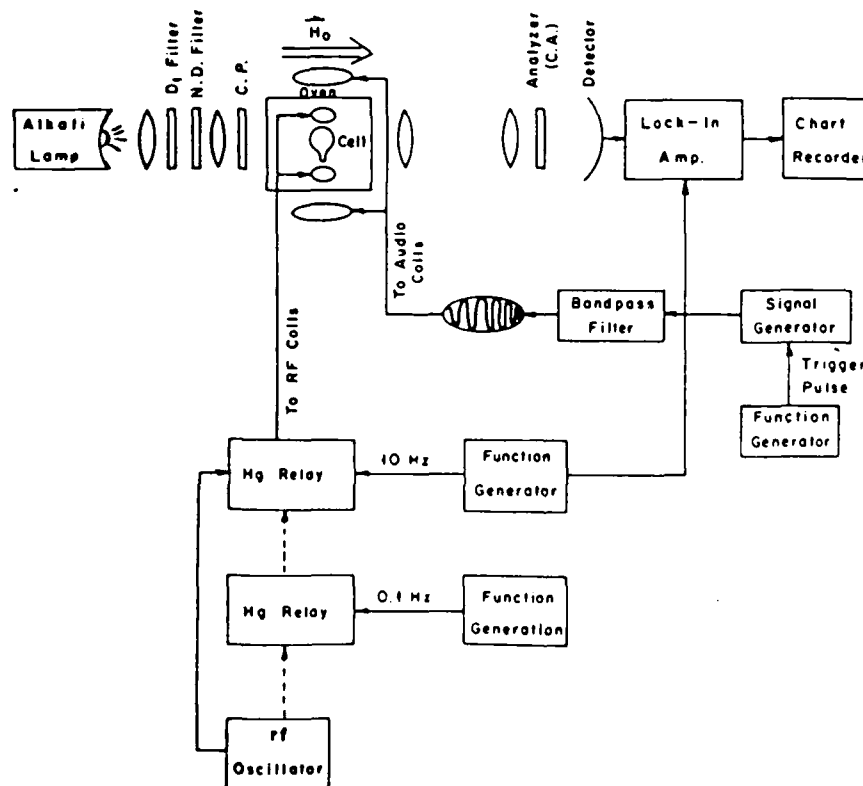 Alkali
Lamp
D1 Filter
N.D. Filter
C.P.
H₀
Oven
Cell
Analyzer
(C.A.)
Detector
Lock-In
Amp.
Chart
Recorder
To Audio
Coils
Bandpass
Filter
Signal
Generator
Trigger
Pulse
Function
Generator
To RF Coils
Hg Relay
10 Hz
Function
Generator
Hg Relay
0.1 Hz
Function
Generation
rf
Oscillator